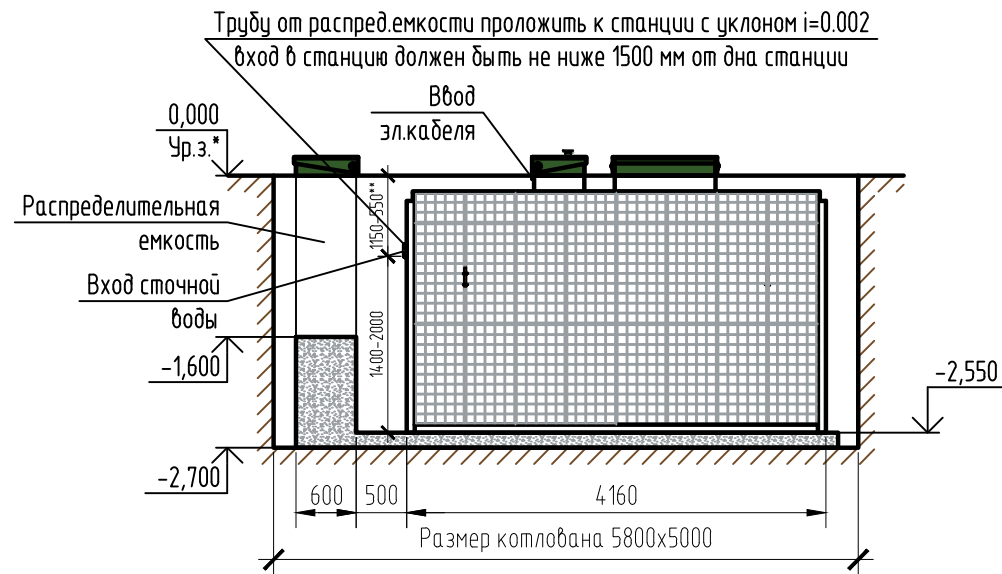 Трубу от распред.емкости проложить к станции с уклоном i=0.002
вход в станцию должен быть не ниже 1500 мм от дна станции
Ввод
эл.кабеля
0,000
Ур.з.*
Распределительная
емкость
Вход сточной
воды
1150-550**
1400-2000
-1,600
-2,550
-2,700
600
500
4160
Размер котлована 5800х5000